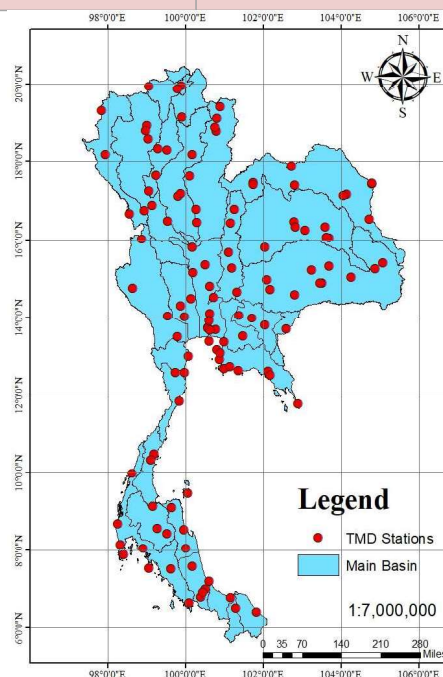 98°0'0"E 100°0'0"E 102°0'0"E 104°0'0"E 106°0'0"E
N
W E
S
20°0'0"N
18°0'0"N
16°0'0"N
14°0'0"N
12°0'0"N
10°0'0"N
8°0'0"N
6°0'0"N
Legend
TMD Stations
Main Basin
1:7,000,000
0 35 70 140 210 280
Miles
98°0'0"E 100°0'0"E 102°0'0"E 104°0'0"E 106°0'0"E